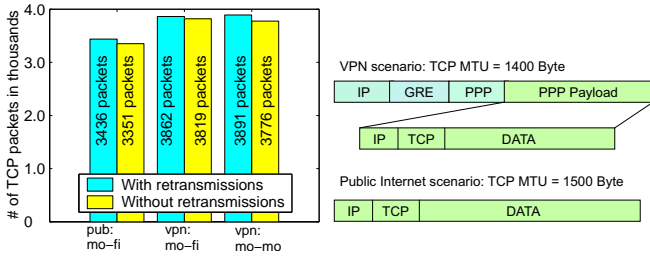 4.0
3.0
2.0
1.0
0
# of TCP packets in thousands
3436 packets
3351 packets
3862 packets
3819 packets
3891 packets
3776 packets
With retransmissions
Without retransmissions
pub: mo−fi
vpn: mo−fi
vpn: mo−mo
VPN scenario: TCP MTU = 1400 Byte
IP GRE PPP PPP Payload
IP TCP DATA
Public Internet scenario: TCP MTU = 1500 Byte
IP TCP DATA